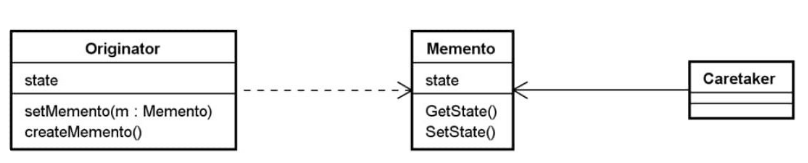 Originator
state
setMemento(m : Memento)
createMemento()
Memento
state
GetState()
SetState()
Caretaker